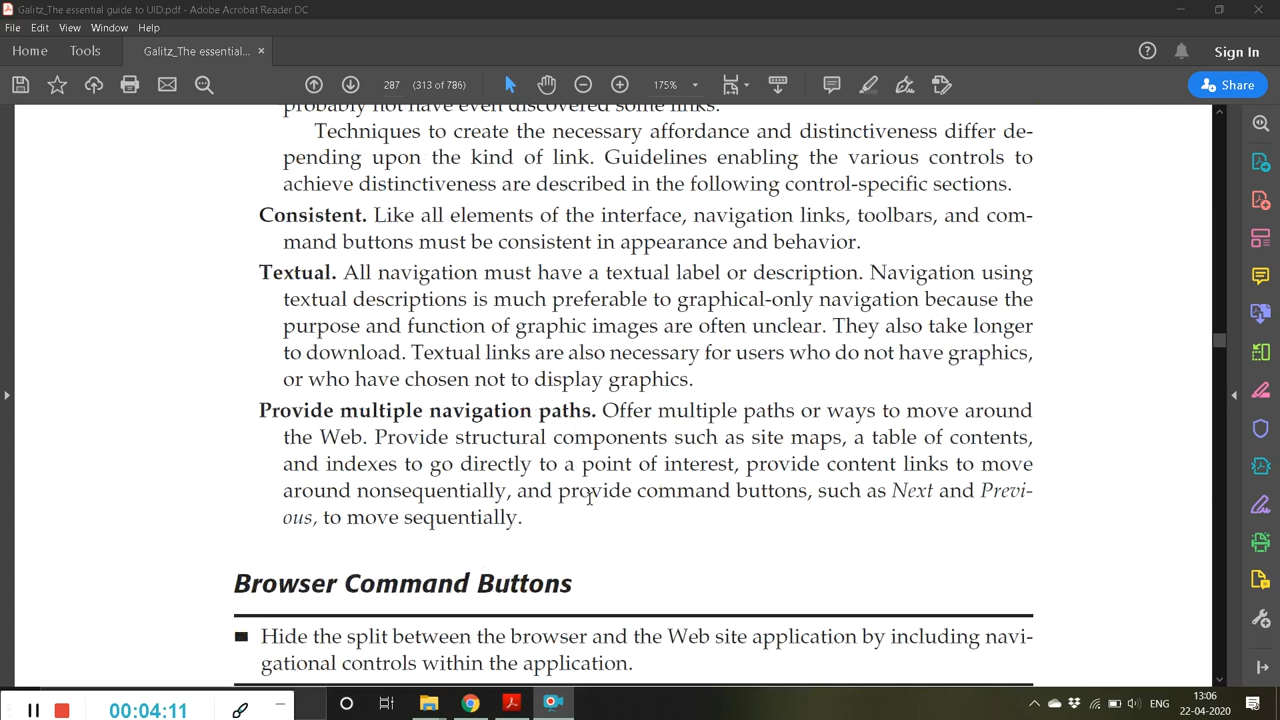 Galitz_The essential guide to UID.pdf - Adobe Acrobat Reader DC
File Edit View Window Help
Home Tools Galitz_The essential... × Sign In
287 (313 of 786) 175% Share
probably not have even discovered some links.
Techniques to create the necessary affordance and distinctiveness differ de-
pending upon the kind of link. Guidelines enabling the various controls to
achieve distinctiveness are described in the following control-specific sections.
Consistent. Like all elements of the interface, navigation links, toolbars, and com-
mand buttons must be consistent in appearance and behavior.
Textual. All navigation must have a textual label or description. Navigation using
textual descriptions is much preferable to graphical-only navigation because the
purpose and function of graphic images are often unclear. They also take longer
to download. Textual links are also necessary for users who do not have graphics,
or who have chosen not to display graphics.
Provide multiple navigation paths. Offer multiple paths or ways to move around
the Web. Provide structural components such as site maps, a table of contents,
and indexes to go directly to a point of interest, provide content links to move
around nonsequentially, and provide command buttons, such as Next and Previ-
ous, to move sequentially.
Browser Command Buttons
■ Hide the split between the browser and the Web site application by including navi-
gational controls within the application.
00:04:11
ENG
13:06
22-04-2020